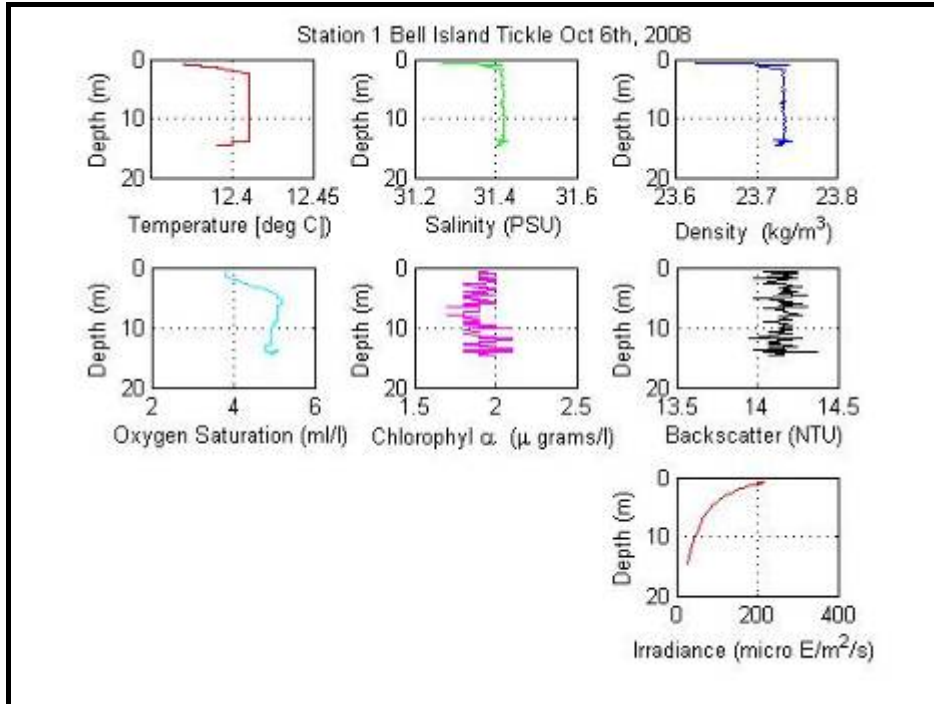 Station 1 Bell Island Tickle Oct 6th, 2008
0
10
20
Depth (m)
12.4
12.45
Temperature [deg C])
0
10
20
Depth (m)
31.2
31.4
31.6
Salinity (PSU)
0
10
20
Depth (m)
23.6
23.7
23.8
Density (kg/m³)
0
10
20
Depth (m)
2
4
6
Oxygen Saturation (ml/l)
0
10
20
Depth (m)
1.5
2
2.5
Chlorophyl α (μ grams/l)
0
10
20
Depth (m)
13.5
14
14.5
Backscatter (NTU)
0
10
20
Depth (m)
0
200
400
Irradiance (micro E/m²/s)